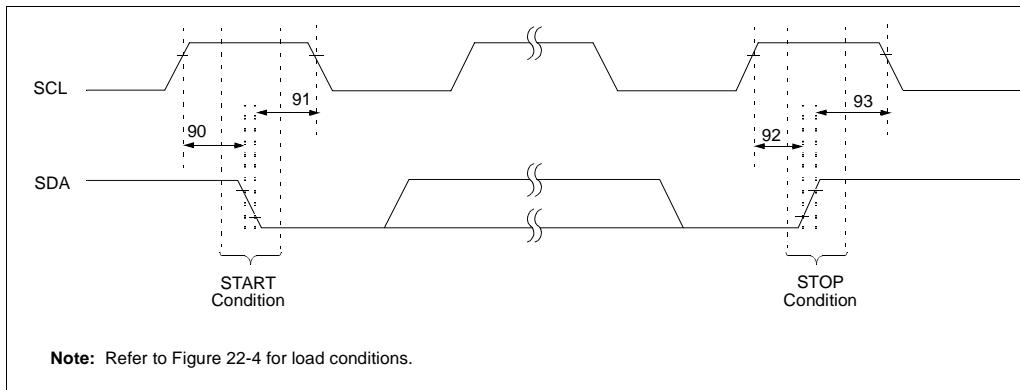 SCL
91
93
90
92
SDA
START
Condition
STOP
Condition
Note: Refer to Figure 22-4 for load conditions.